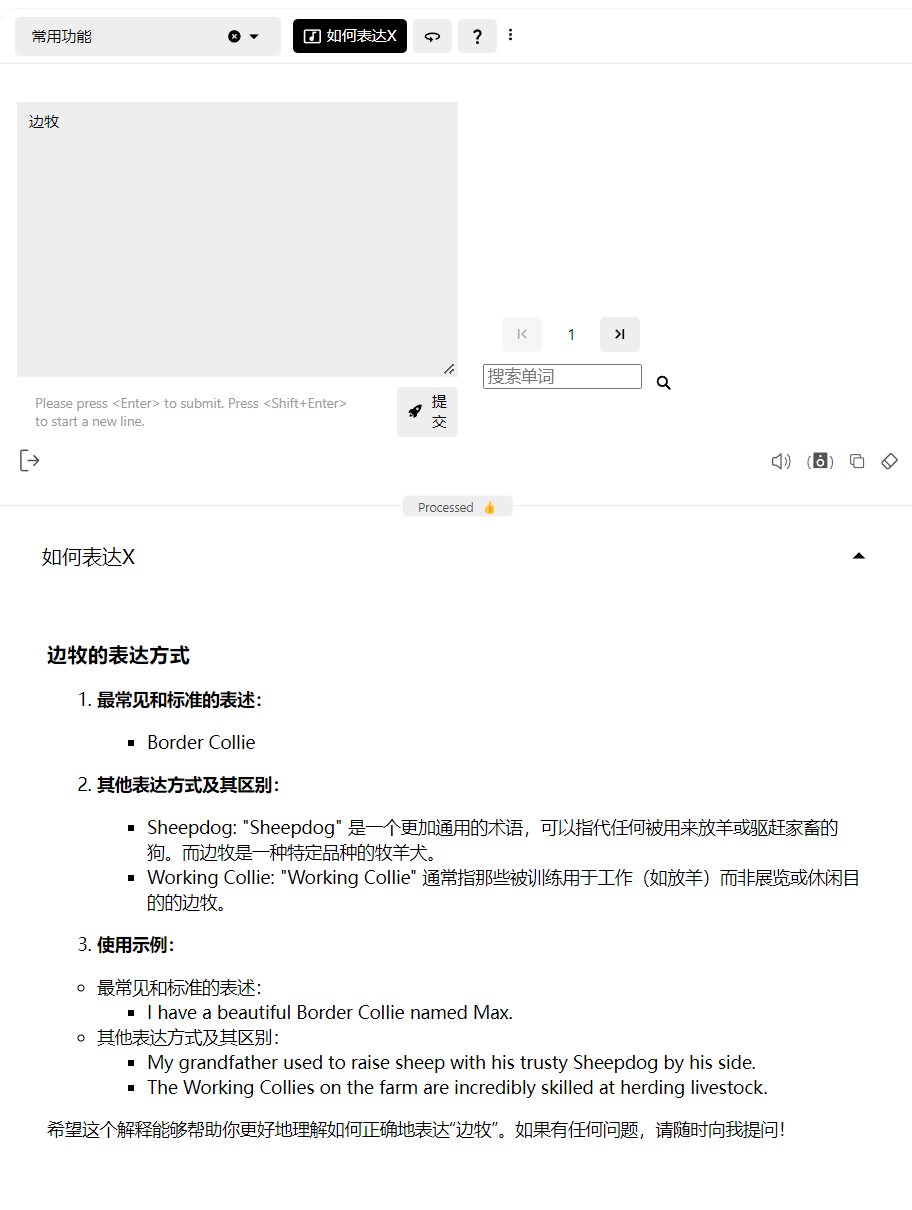 常用功能
如何表达X
?
边牧
1
搜索单词
Please press <Enter> to submit. Press <Shift+Enter>
to start a new line.
提
交
Processed 👍
如何表达X
边牧的表达方式
1. 最常见和标准的表述：
▪ Border Collie
2. 其他表达方式及其区别：
▪ Sheepdog: "Sheepdog" 是一个更加通用的术语，可以指代任何被用来放羊或驱赶家畜的
狗。而边牧是一种特定品种的牧羊犬。
▪ Working Collie: "Working Collie" 通常指那些被训练用于工作（如放羊）而非展览或休闲目
的的边牧。
3. 使用示例：
◦ 最常见和标准的表述：
▪ I have a beautiful Border Collie named Max.
◦ 其他表达方式及其区别：
▪ My grandfather used to raise sheep with his trusty Sheepdog by his side.
▪ The Working Collies on the farm are incredibly skilled at herding livestock.
希望这个解释能够帮助你更好地理解如何正确地表达“边牧”。如果有任何问题，请随时向我提问！